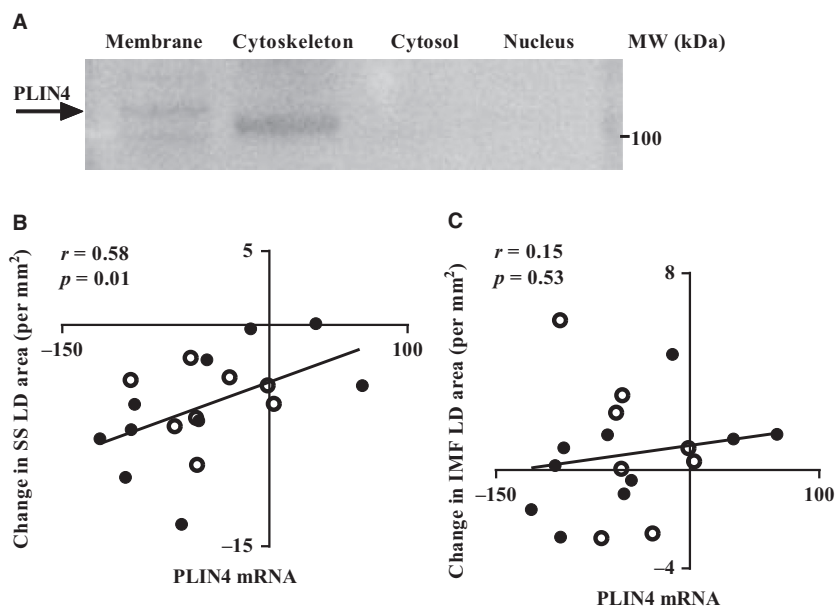 A
Membrane Cytoskeleton Cytosol Nucleus MW (kDa)
PLIN4
100
B
r = 0.58
p = 0.01
5
−150
100
−15
Change in SS LD area (per mm²)
PLIN4 mRNA
C
r = 0.15
p = 0.53
8
−150
100
−4
Change in IMF LD area (per mm²)
PLIN4 mRNA